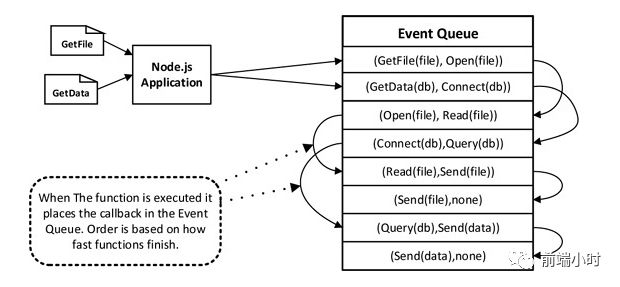 GetFile
GetData
Node.js
Application
Event Queue
(GetFile(file), Open(file))
(GetData(db), Connect(db))
(Open(file), Read(file))
(Connect(db),Query(db))
(Read(file),Send(file))
(Send(file),none)
(Query(db),Send(data))
(Send(data),none)
When The function is executed it
places the callback in the Event
Queue. Order is based on how
fast functions finish.
前端小时